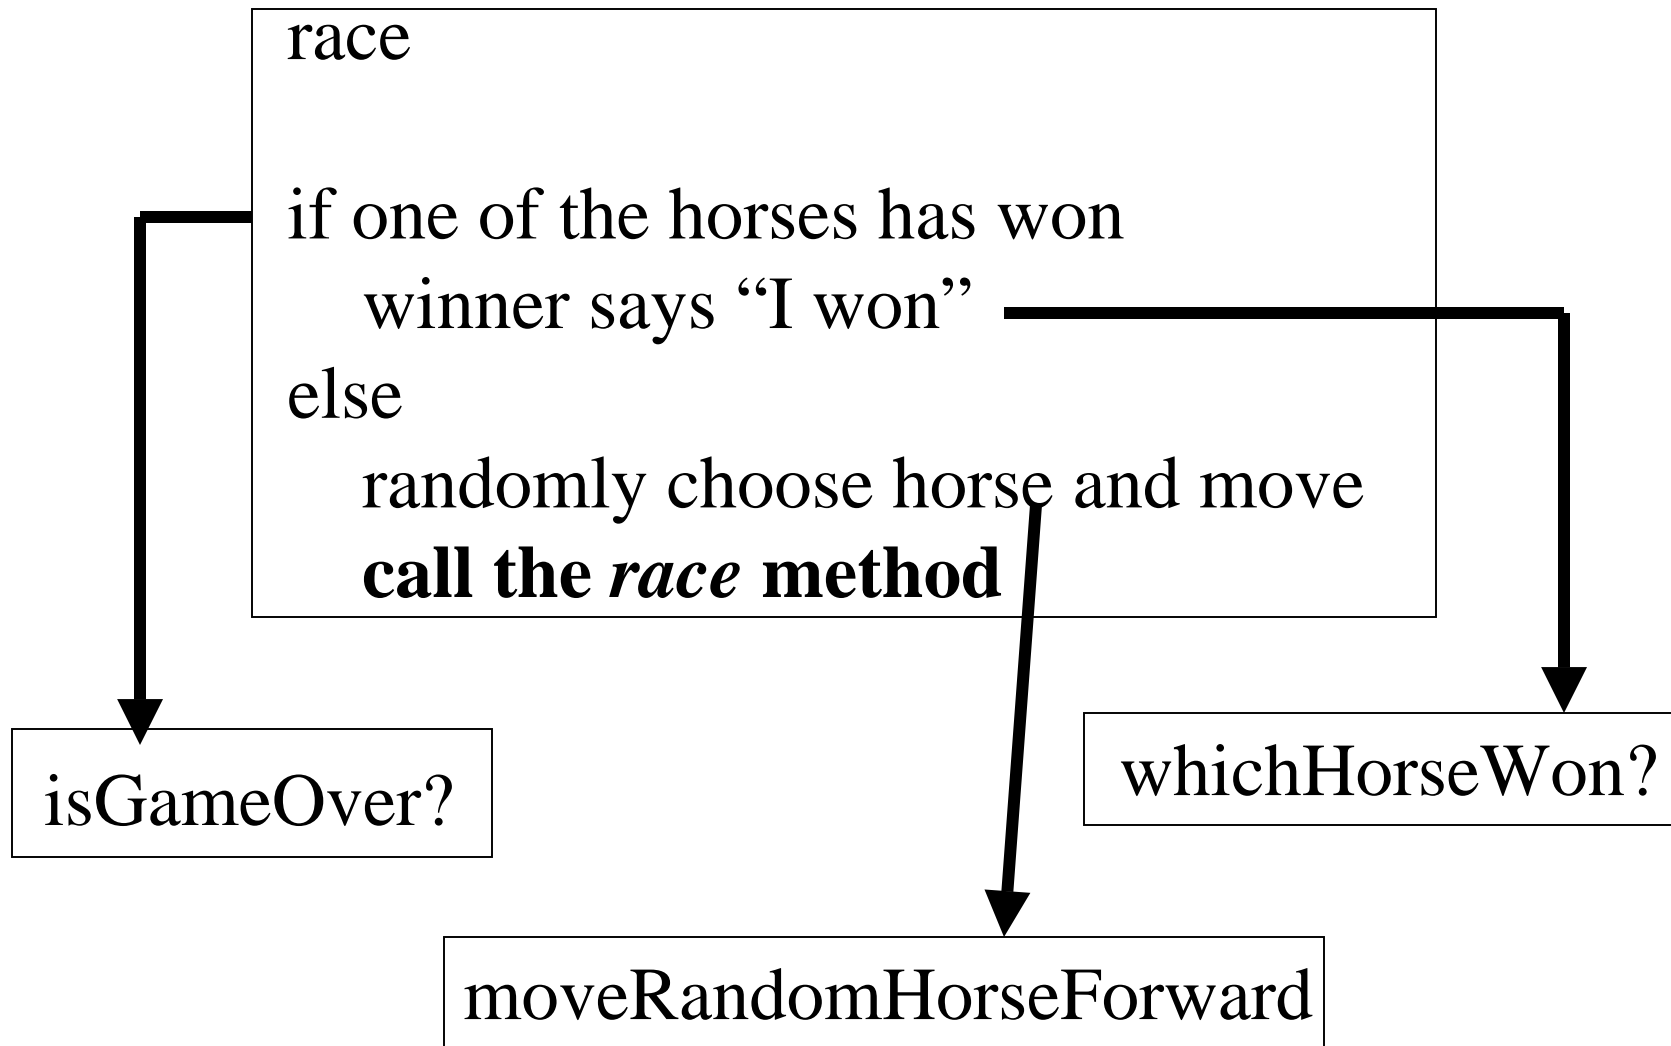 race
if one of the horses has won
winner says “I won”
else
randomly choose horse and move
call the race method
isGameOver?
whichHorseWon?
moveRandomHorseForward